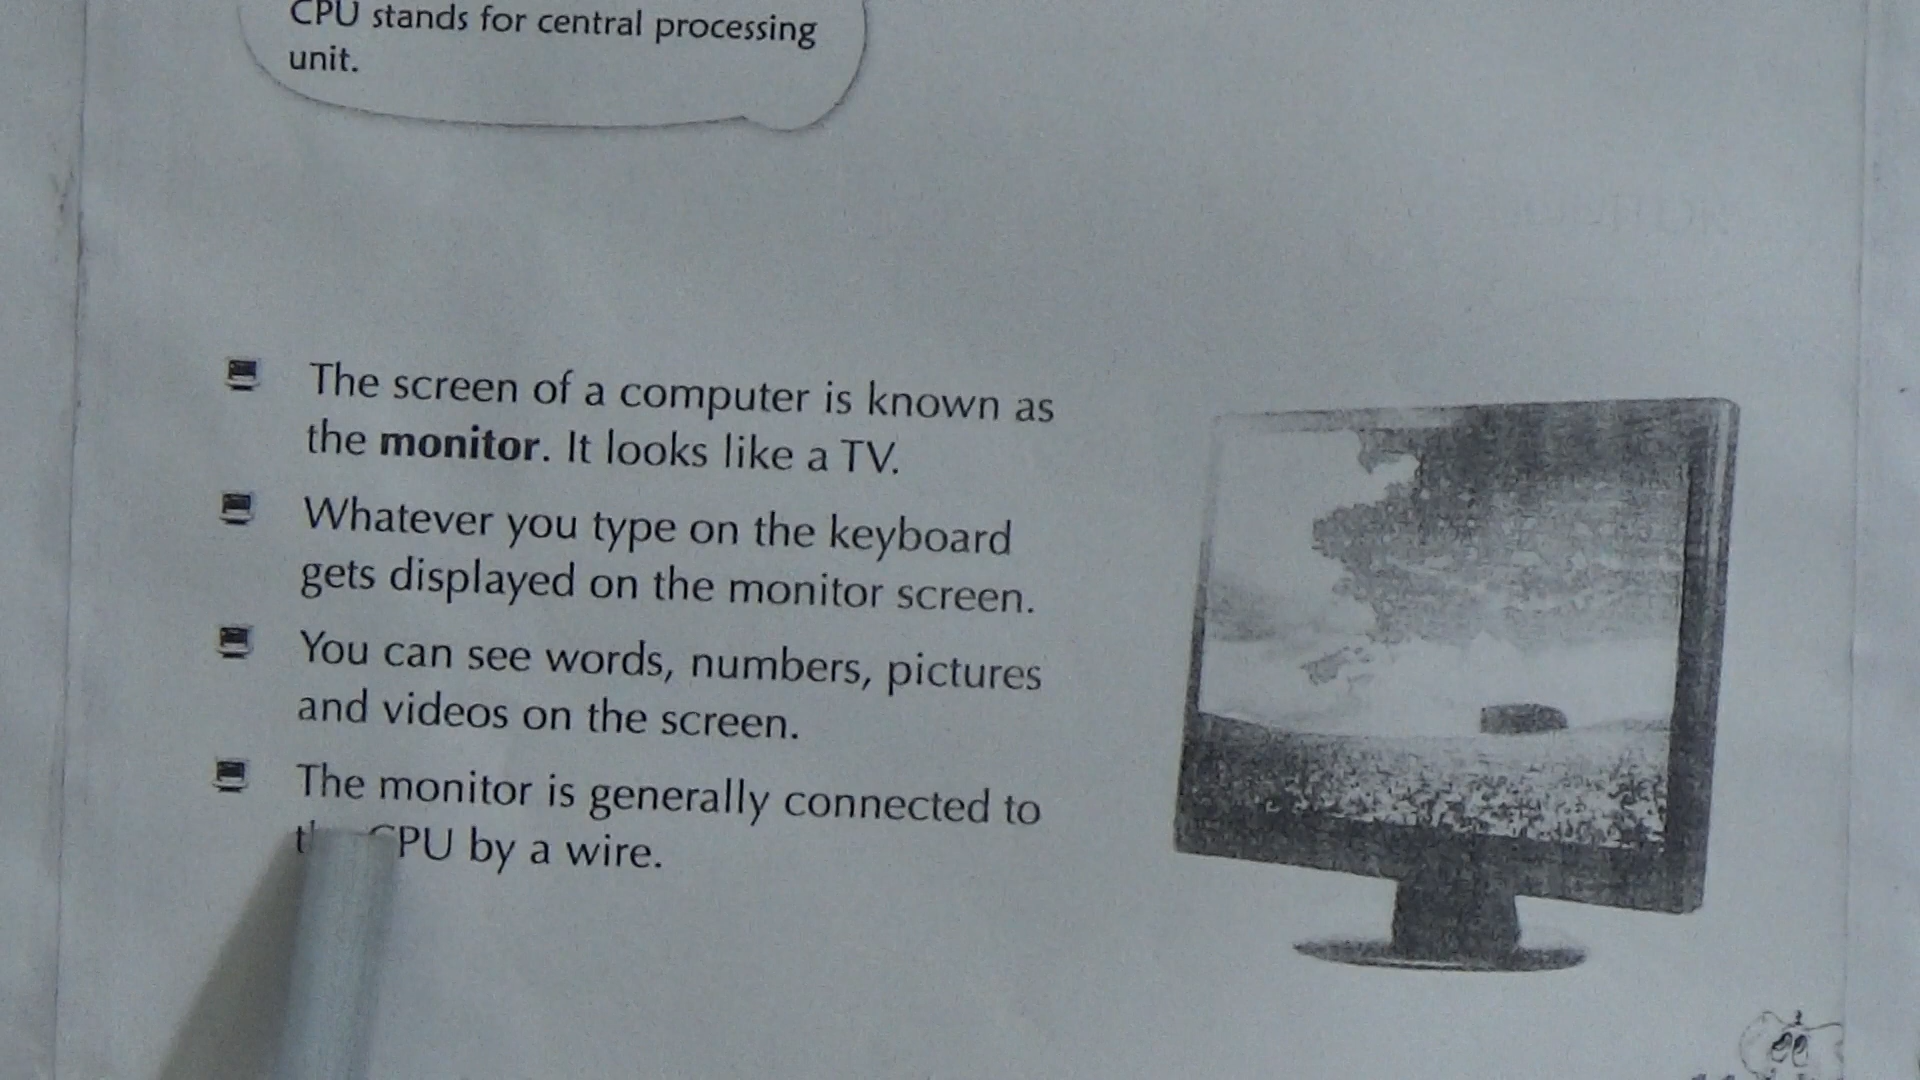 CPU stands for central processing
unit.
The screen of a computer is known as
the monitor. It looks like a TV.
Whatever you type on the keyboard
gets displayed on the monitor screen.
You can see words, numbers, pictures
and videos on the screen.
The monitor is generally connected to
the CPU by a wire.